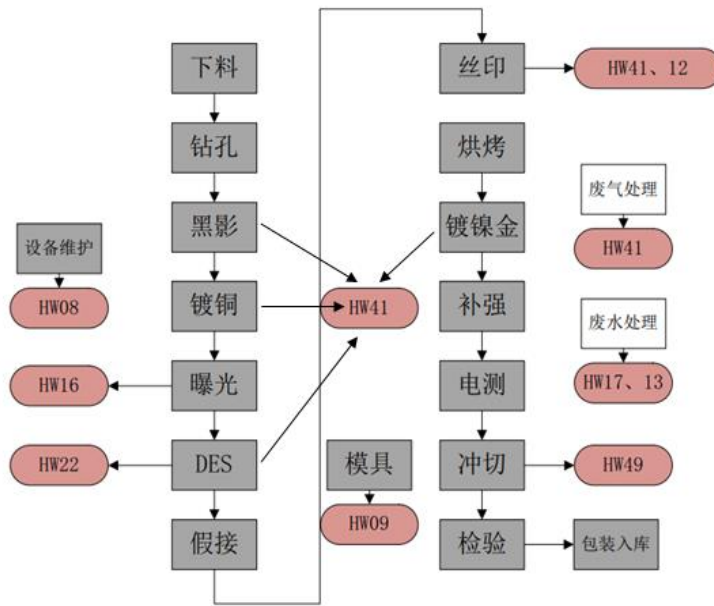 下料
钻孔
黑影
镀铜
曝光
DES
假接
设备维护
HW08
HW16
HW22
HW41
模具
HW09
丝印
HW41、12
烘烤
镀镍金
补强
电测
冲切
HW49
检验
包装入库
废气处理
HW41
废水处理
HW17、13